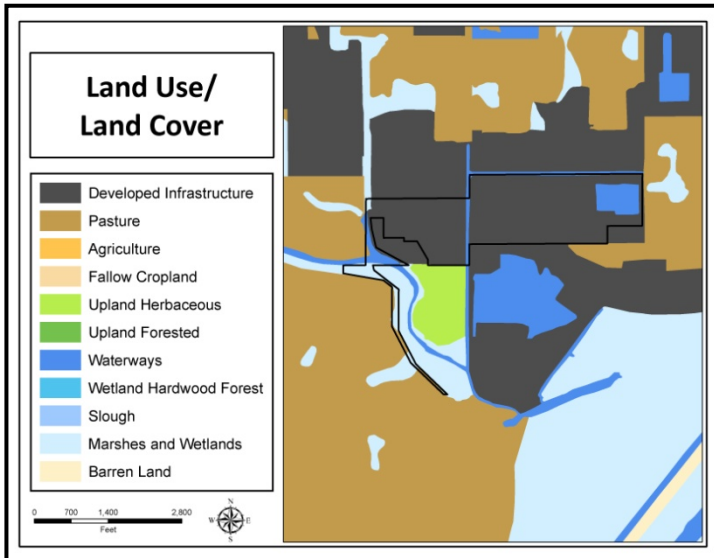 Land Use/
Land Cover
Developed Infrastructure
Pasture
Agriculture
Fallow Cropland
Upland Herbaceous
Upland Forested
Waterways
Wetland Hardwood Forest
Slough
Marshes and Wetlands
Barren Land
0 700 1,400 2,800
Feet
N
W E
S